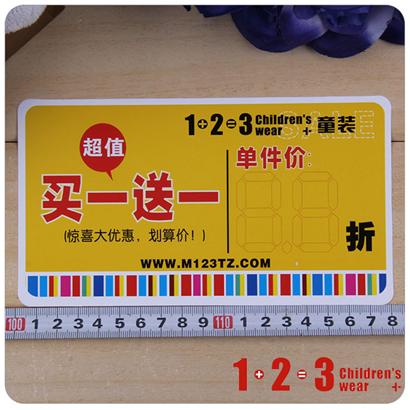 1+2=3 Children's wear 童装
SALE
超值
单件价:
买一送一
(惊喜大优惠，划算价！)
8.8 折
WWW.M123TZ.COM
100 1 2 3 4 5 6 7 8 9 110 1 2 3 4 5 6 7 8
1+2=3 Children's wear